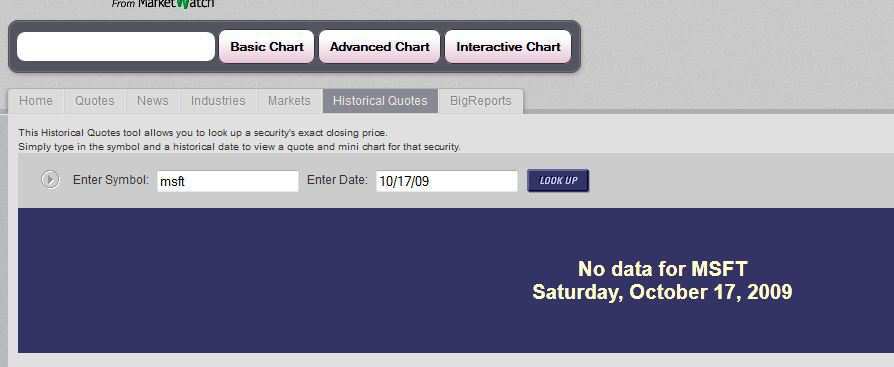 From MarketWatch
Basic Chart Advanced Chart Interactive Chart
Home Quotes News Industries Markets Historical Quotes BigReports
This Historical Quotes tool allows you to look up a security's exact closing price.
Simply type in the symbol and a historical date to view a quote and mini chart for that security.
Enter Symbol: msft Enter Date: 10/17/09 LOOK UP
No data for MSFT
Saturday, October 17, 2009